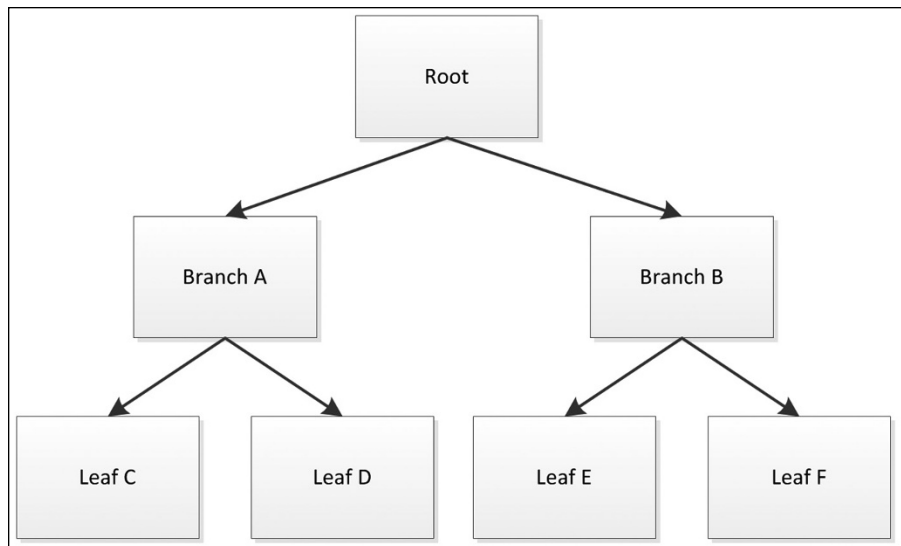 Root
Branch A
Branch B
Leaf C
Leaf D
Leaf E
Leaf F